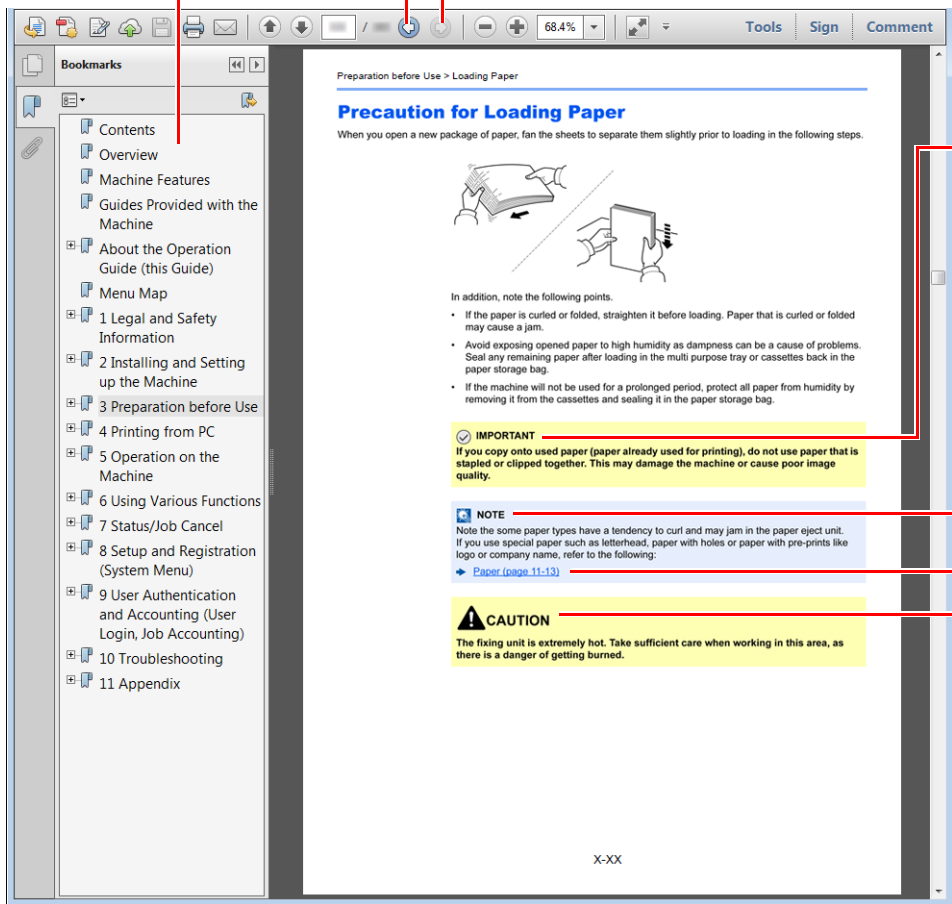 /
68.4%
Tools
Sign
Comment
Bookmarks
Contents
Overview
Machine Features
Guides Provided with the
Machine
About the Operation
Guide (this Guide)
Menu Map
1 Legal and Safety
Information
2 Installing and Setting
up the Machine
3 Preparation before Use
4 Printing from PC
5 Operation on the
Machine
6 Using Various Functions
7 Status/Job Cancel
8 Setup and Registration
(System Menu)
9 User Authentication
and Accounting (User
Login, Job Accounting)
10 Troubleshooting
11 Appendix
Preparation before Use > Loading Paper
Precaution for Loading Paper
When you open a new package of paper, fan the sheets to separate them slightly prior to loading in the following steps.
In addition, note the following points.
• If the paper is curled or folded, straighten it before loading. Paper that is curled or folded
may cause a jam.
• Avoid exposing opened paper to high humidity as dampness can be a cause of problems.
Seal any remaining paper after loading in the multi purpose tray or cassettes back in the
paper storage bag.
• If the machine will not be used for a prolonged period, protect all paper from humidity by
removing it from the cassettes and sealing it in the paper storage bag.
IMPORTANT
If you copy onto used paper (paper already used for printing), do not use paper that is
stapled or clipped together. This may damage the machine or cause poor image
quality.
NOTE
Note the some paper types have a tendency to curl and may jam in the paper eject unit.
If you use special paper such as letterhead, paper with holes or paper with pre-prints like
logo or company name, refer to the following:
Paper (page 11-13)
CAUTION
The fixing unit is extremely hot. Take sufficient care when working in this area, as
there is a danger of getting burned.
X-XX